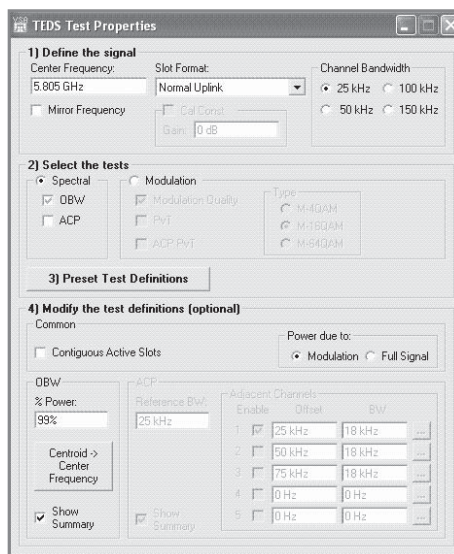 TEDS Test Properties
1) Define the signal
Center Frequency:
5.805 GHz
Mirror Frequency
Slot Format:
Normal Uplink
Cal Const
Gain: 0 dB
Channel Bandwidth
25 kHz 100 kHz
50 kHz 150 kHz
2) Select the tests
Spectral
OBW
ACP
Modulation
Modulation Quality
PvT
ACP PvT
Type
M-4QAM
M-16QAM
M-64QAM
3) Preset Test Definitions
4) Modify the test definitions (optional)
Common
Contiguous Active Slots
Power due to:
Modulation Full Signal
OBW
% Power:
99%
Centroid ->
Center
Frequency
Show
Summary
ACP
Reference BW:
25 kHz
Show
Summary
Adjacent Channels
Enable Offset BW
1 25 kHz 18 kHz ...
2 50 kHz 18 kHz ...
3 75 kHz 18 kHz ...
4 0 Hz 0 Hz ...
5 0 Hz 0 Hz ...